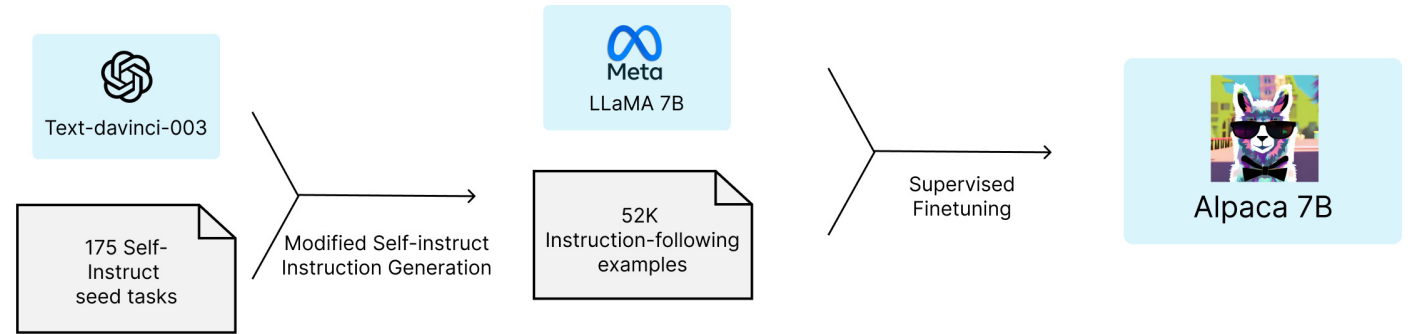 Text-davinci-003
175 Self-
Instruct
seed tasks
Modified Self-instruct
Instruction Generation
Meta
LLaMA 7B
52K
Instruction-following
examples
Supervised
Finetuning
Alpaca 7B